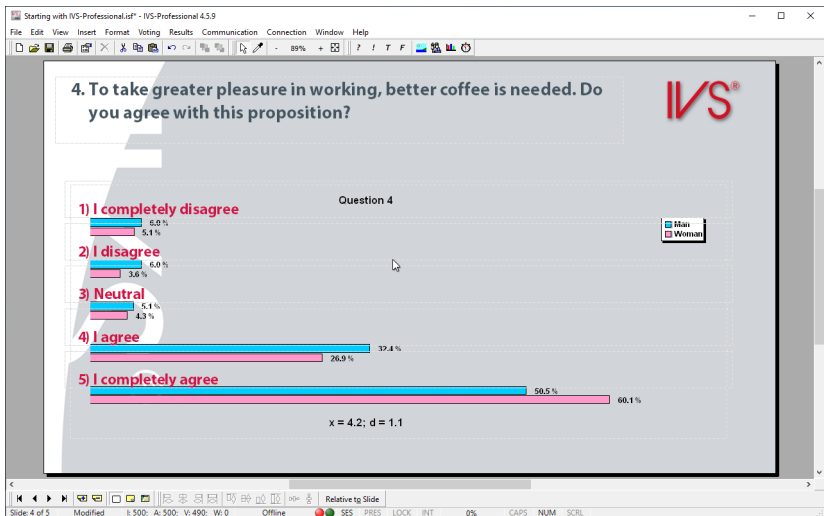 Starting with IVS-Professional.isf* - IVS-Professional 4.5.9
File Edit View Insert Format Voting Results Communication Connection Window Help
- 89% + ? ! T F
4. To take greater pleasure in working, better coffee is needed. Do
you agree with this proposition?
IVS®
Question 4
1) I completely disagree
6.0 %
5.1 %
Man
Woman
2) I disagree
6.0 %
3.6 %
3) Neutral
5.1 %
4.3 %
4) I agree
32.4 %
26.9 %
5) I completely agree
50.5 %
60.1 %
x = 4.2; d = 1.1
Relative to Slide
Slide: 4 of 5 Modified I: 500; A: 500; V: 490; W: 0 Offline SES PRES LOCK INT 0% CAPS NUM SCRL